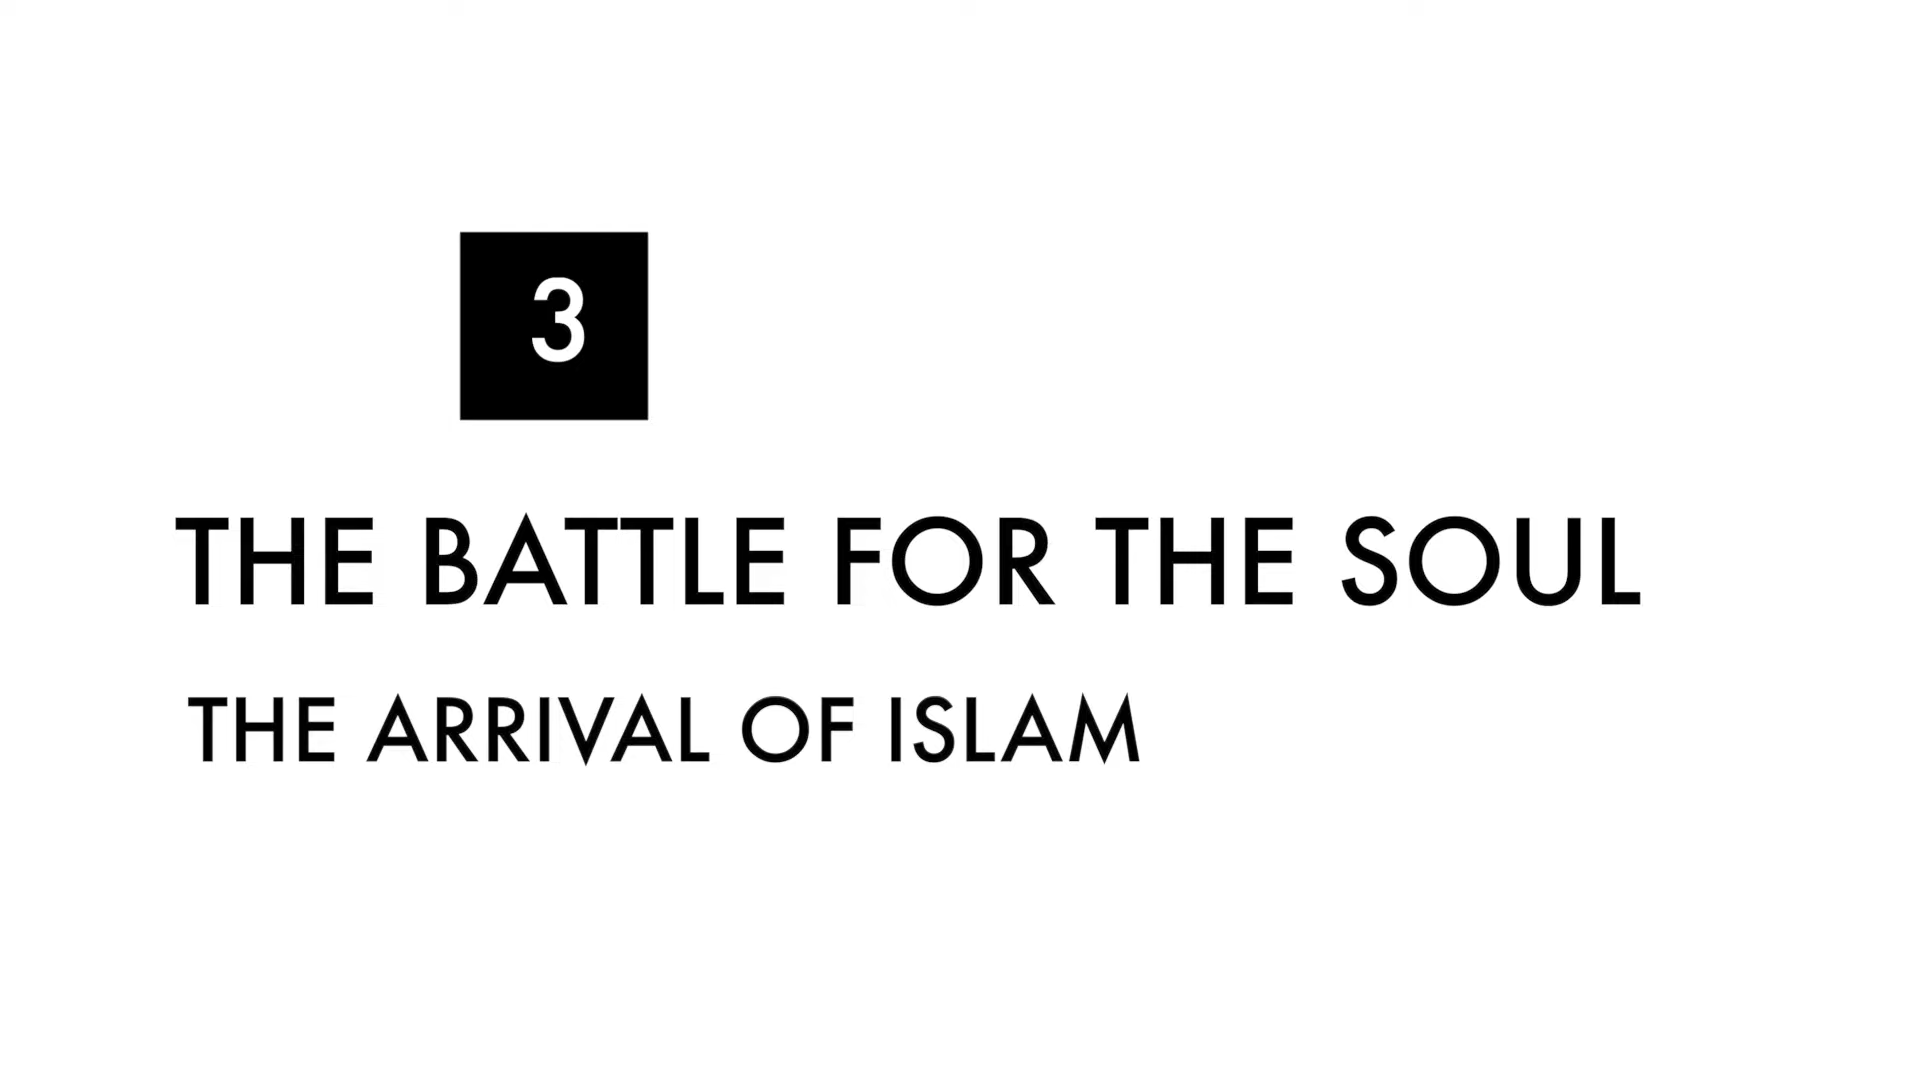 3
THE BATTLE FOR THE SOUL
THE ARRIVAL OF ISLAM